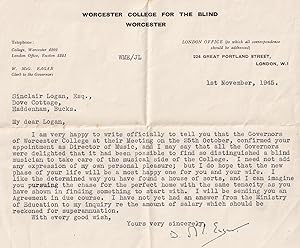 WORCESTER COLLEGE FOR THE BLIND
WORCESTER
Telephone:
College, Worcester
London Office, Euston 5251
W. McG. EAGAR
Clerk to the Governors
WME/JL
LONDON OFFICE (to which all correspondence
should be addressed)
224 GREAT PORTLAND STREET,
LONDON, W.1
1st November, 1945.
Sinclair Logan, Esq.,
Dove Cottage,
Haddenham, Bucks.
My dear Logan,
I am very happy to write officially to tell you that the Governors
of Worcester College at their Meeting on the 25th October, confirmed your
appointment as Director of Music, and I may say that all the Governors
were delighted that it had been possible to find so distinguished a blind
musician to take care of the musical side of the College. I need not add
any expression of my own personal pleasure; but I do hope that the new
phase of your life will be a most happy one for you and your wife. I
like the determined way you have found a house of arts, and I can imagine
you pursuing the chase for the perfect home with the same tenacity as you
have shown in finding something to start with. I will be sending you an
Agreement in due course. I have not yet had an answer from the Ministry
of Education to my inquiry re the amount of salary which should be
reckoned for superannuation.
With every good wish,
Yours very sincerely,